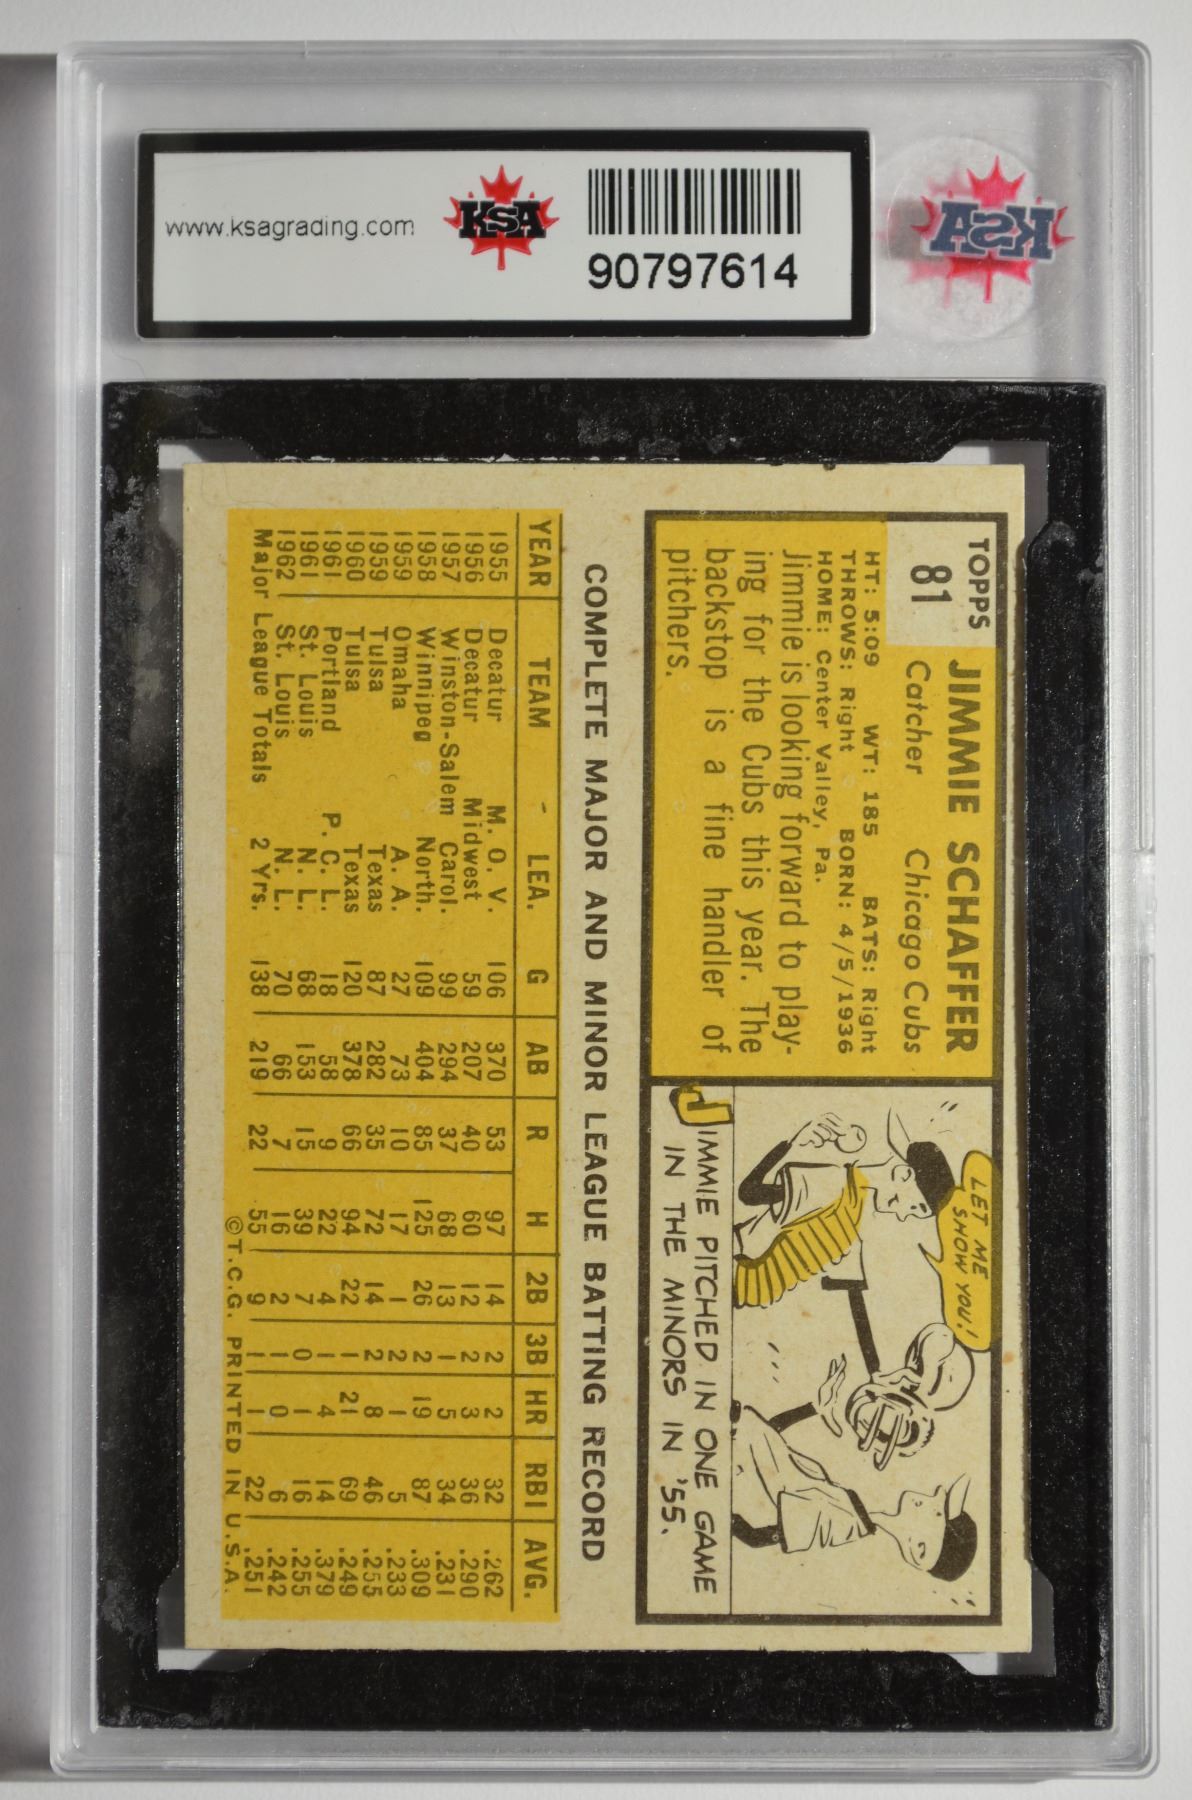 www.ksagrading.com
KSA
90797614
KSA
TOPPS
81
JIMMIE SCHAFFER
Catcher Chicago Cubs
HT: 5:09 WT: 185 BATS: Right
THROWS: Right BORN: 4/5/1936
HOME: Center Valley, Pa.
Jimmie is looking forward to play-
ing for the Cubs this year. The
backstop is a fine handler of
pitchers.
LET ME
SHOW YOU!
JIMMIE PITCHED IN ONE GAME
IN THE MINORS IN '55.
COMPLETE MAJOR AND MINOR LEAGUE BATTING RECORD
YEAR TEAM - LEA. G AB R H 2B 3B HR RBI AVG.
1955 Decatur M. O. V. 106 370 53 97 14 2 2 32 .262
1956 Decatur Midwest 59 207 40 60 12 2 3 36 .290
1957 Winston-Salem Carol. 99 294 37 68 13 1 5 34 .231
1958 Winnipeg North. 109 404 85 125 26 2 19 87 .309
1959 Omaha A. A. 27 73 10 17 1 2 1 5 .233
1959 Tulsa Texas 87 282 35 72 14 2 8 46 .255
1960 Tulsa Texas 120 378 66 94 22 1 21 69 .249
1961 Portland P. C. L. 18 58 9 22 4 1 4 14 .379
1961 St. Louis N. L. 68 153 15 39 7 0 1 16 .255
1962 St. Louis N. L. 70 66 7 16 2 1 0 6 .242
Major League Totals 2 Yrs. 138 219 22 55 9 1 1 22 .251
©T.C.G. PRINTED IN U.S.A.